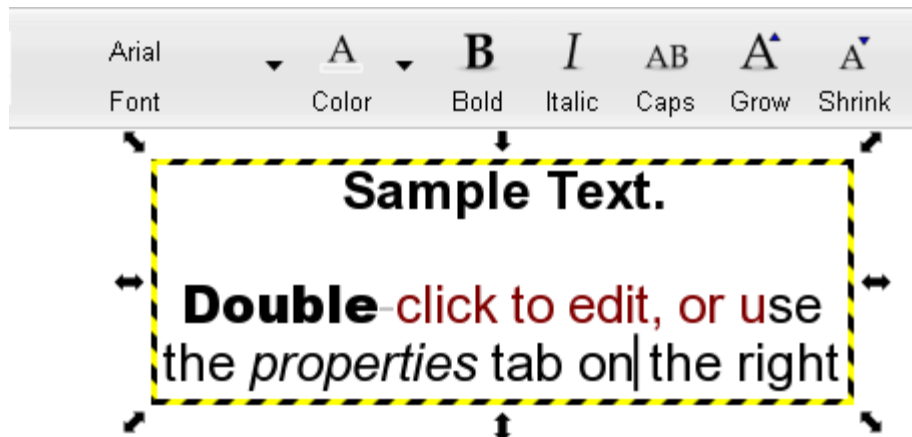 Arial A B I AB A A
Font Color Bold Italic Caps Grow Shrink
Sample Text.
Double-click to edit, or use
the properties tab on the right